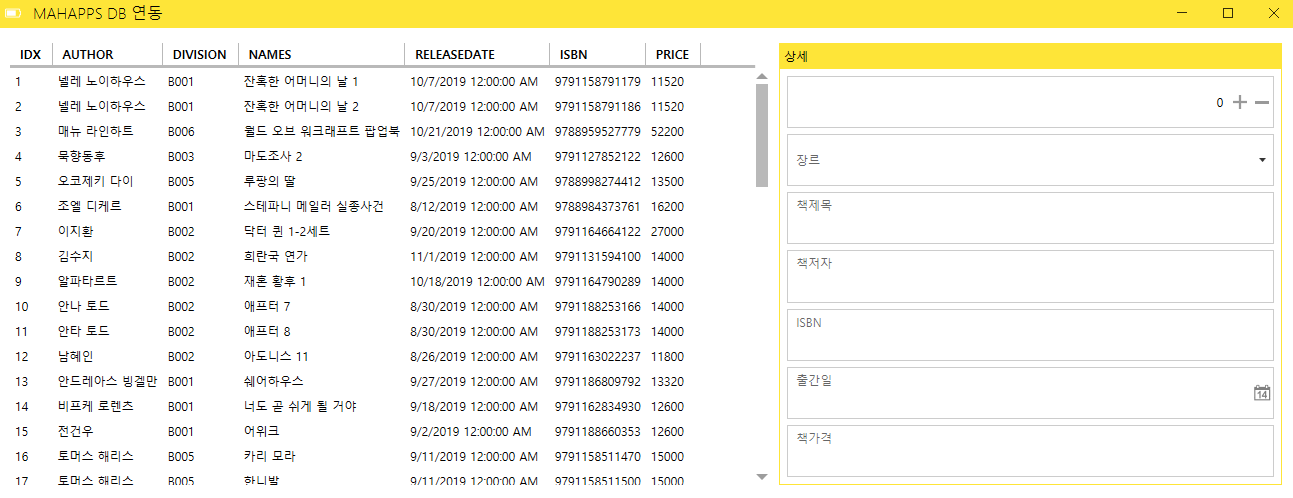 MAHAPPS DB 연동
IDX AUTHOR DIVISION NAMES RELEASEDATE ISBN PRICE
1 넬레 노이하우스 B001 잔혹한 어머니의 날 1 10/7/2019 12:00:00 AM 9791158791179 11520
2 넬레 노이하우스 B001 잔혹한 어머니의 날 2 10/7/2019 12:00:00 AM 9791158791186 11520
3 매뉴 라인하트 B006 월드 오브 워크래프트 팝업북 10/21/2019 12:00:00 AM 9788959527779 52200
4 묵향동후 B003 마도조사 2 9/3/2019 12:00:00 AM 9791127852122 12600
5 오코제키 다이 B005 루팡의 딸 9/25/2019 12:00:00 AM 9788998274412 13500
6 조엘 디케르 B001 스테파니 메일러 실종사건 8/12/2019 12:00:00 AM 9788984373761 16200
7 이지환 B002 닥터 퀸 1-2세트 9/20/2019 12:00:00 AM 9791164664122 27000
8 김수지 B002 희란국 연가 11/1/2019 12:00:00 AM 9791131594100 14000
9 알파타르트 B002 재혼 황후 1 10/18/2019 12:00:00 AM 9791164790289 14000
10 안나 토드 B002 애프터 7 8/30/2019 12:00:00 AM 9791188253166 14000
11 안타 토드 B002 애프터 8 8/30/2019 12:00:00 AM 9791188253173 14000
12 남혜인 B002 아도니스 11 8/26/2019 12:00:00 AM 9791163022237 11800
13 안드레아스 빙겔만 B001 쉐어하우스 9/27/2019 12:00:00 AM 9791186809792 13320
14 비프케 로렌츠 B001 너도 곧 쉬게 될 거야 9/18/2019 12:00:00 AM 9791162834930 12600
15 전건우 B001 어위크 9/2/2019 12:00:00 AM 9791188660353 12600
16 토머스 해리스 B005 카리 모라 9/11/2019 12:00:00 AM 9791158511470 15000
17 토머스 해리스 B005 한니발 9/11/2019 12:00:00 AM 9791158511500 15000
상세
0
장르
책제목
책저자
ISBN
출간일
14
책가격